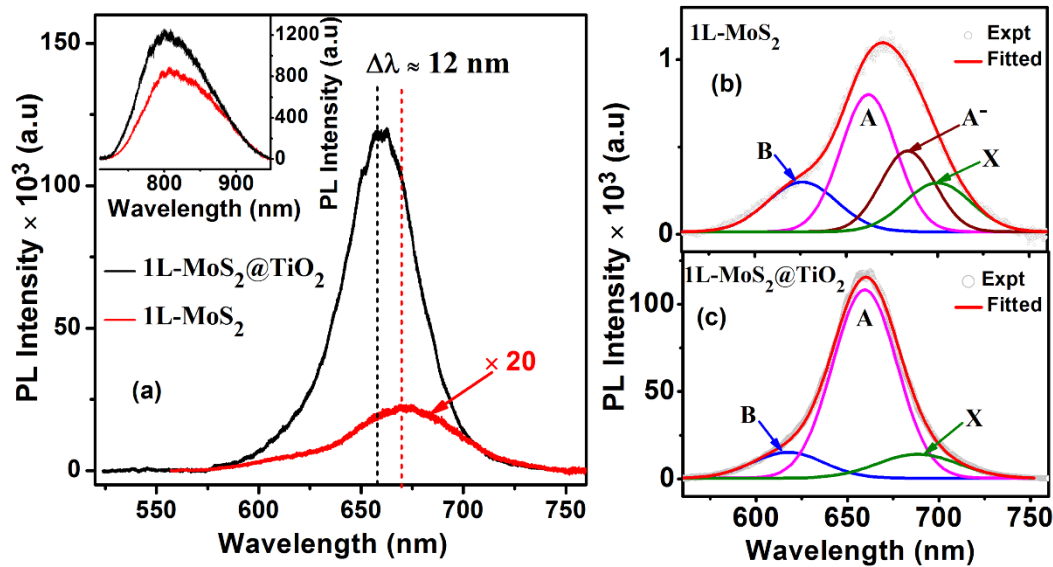 150
100
50
0
PL Intensity × 10³ (a.u)
1200
800
400
0
PL Intensity (a.u)
800 900
Wavelength (nm)
Δλ ≈ 12 nm
1L-MoS₂@TiO₂
1L-MoS₂
× 20
(a)
550 600 650 700 750
Wavelength (nm)
1L-MoS₂
Expt
Fitted
(b)
B
A
A⁻
X
1
0
PL Intensity × 10³ (a.u)
1L-MoS₂@TiO₂
Expt
Fitted
(c)
B
A
X
100
50
0
600 650 700 750
Wavelength (nm)